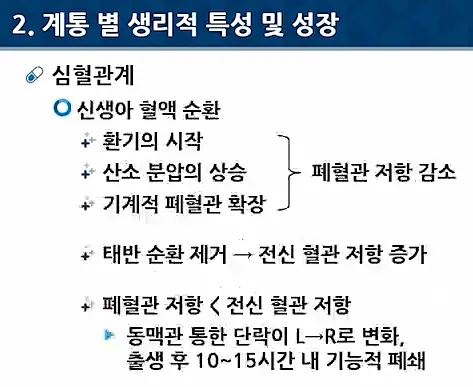 2. 계통 별 생리적 특성 및 성장
심혈관계
신생아 혈액 순환
환기의 시작
산소 분압의 상승
폐혈관 저항 감소
기계적 폐혈관 확장
태반 순환 제거 → 전신 혈관 저항 증가
폐혈관 저항 < 전신 혈관 저항
동맥관 통한 단락이 L→R로 변화,
출생 후 10~15시간 내 기능적 폐쇄